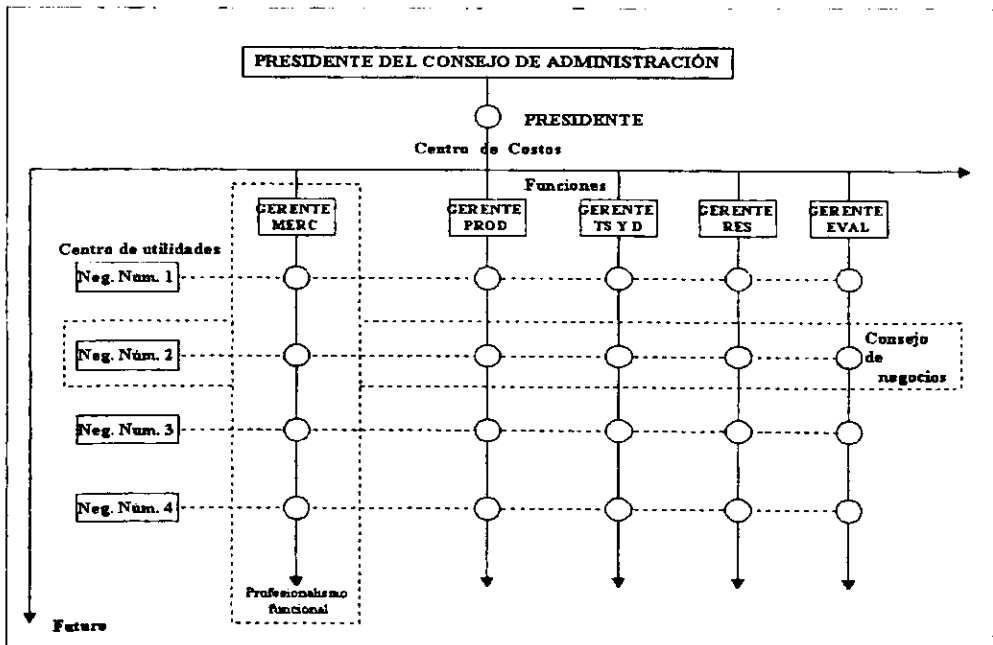 PRESIDENTE DEL CONSEJO DE ADMINISTRACIÓN
PRESIDENTE
Centro de Costos
Funciones
GERENTE
MERC
GERENTE
PROD
GERENTE
TS Y D
GERENTE
RES
GERENTE
EVAL
Centro de utilidades
Neg. Núm. 1
Neg. Núm. 2
Consejo
de
negocios
Neg. Num. 3
Neg. Núm. 4
Profesionalismo
funcional
Futuro